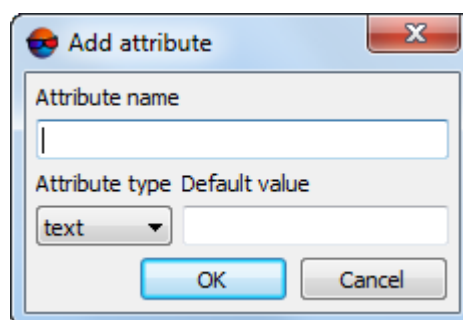 Add attribute
Attribute name
Attribute type Default value
text
OK Cancel